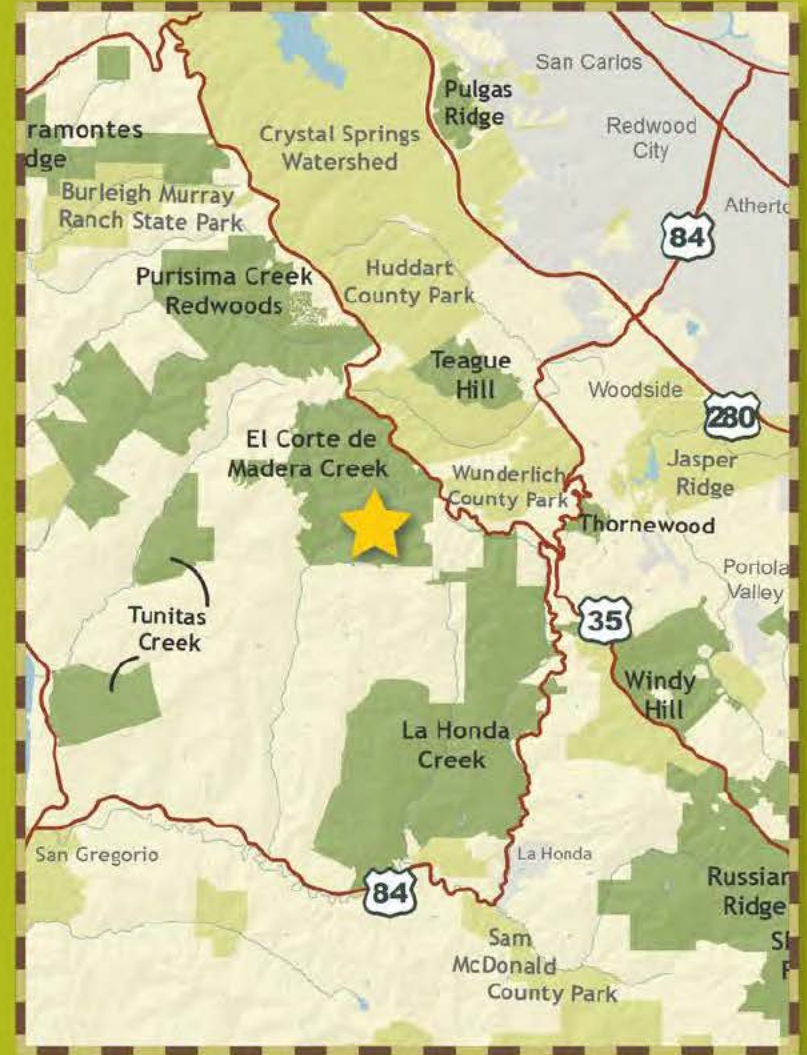 San Carlos
Pulgas
Ridge
Redwood
City
ramontes
dge
Crystal Springs
Watershed
Burleigh Murray
Ranch State Park
Atherto
84
Purisima Creek
Redwoods
Huddart
County Park
Teague
Hill
Woodside
280
El Corte de
Madera Creek
Wunderlich
County Park
Jasper
Ridge
Thornewood
Portola
Valley
Tunitas
Creek
35
Windy
Hill
La Honda
Creek
San Gregorio
La Honda
84
Russian
Ridge
Sam
McDonald
County Park